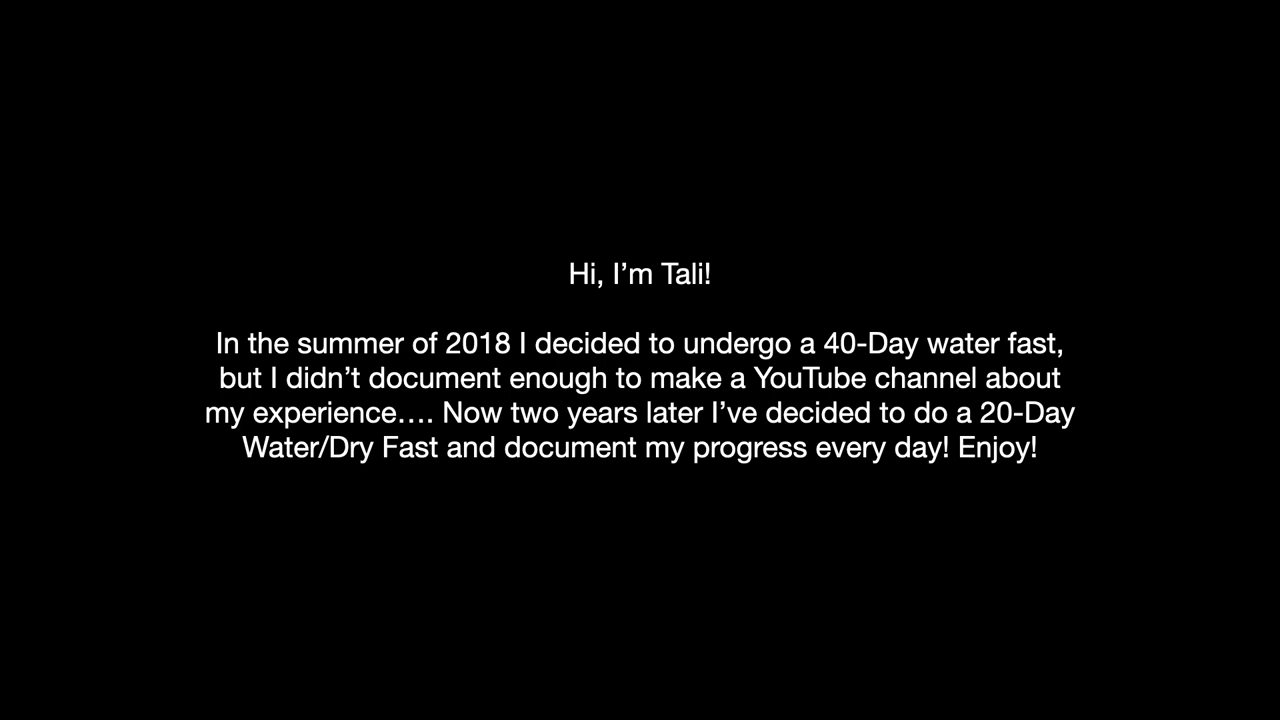 Hi, I’m Tali!
In the summer of 2018 I decided to undergo a 40-Day water fast,
but I didn’t document enough to make a YouTube channel about
my experience…. Now two years later I’ve decided to do a 20-Day
Water/Dry Fast and document my progress every day! Enjoy!